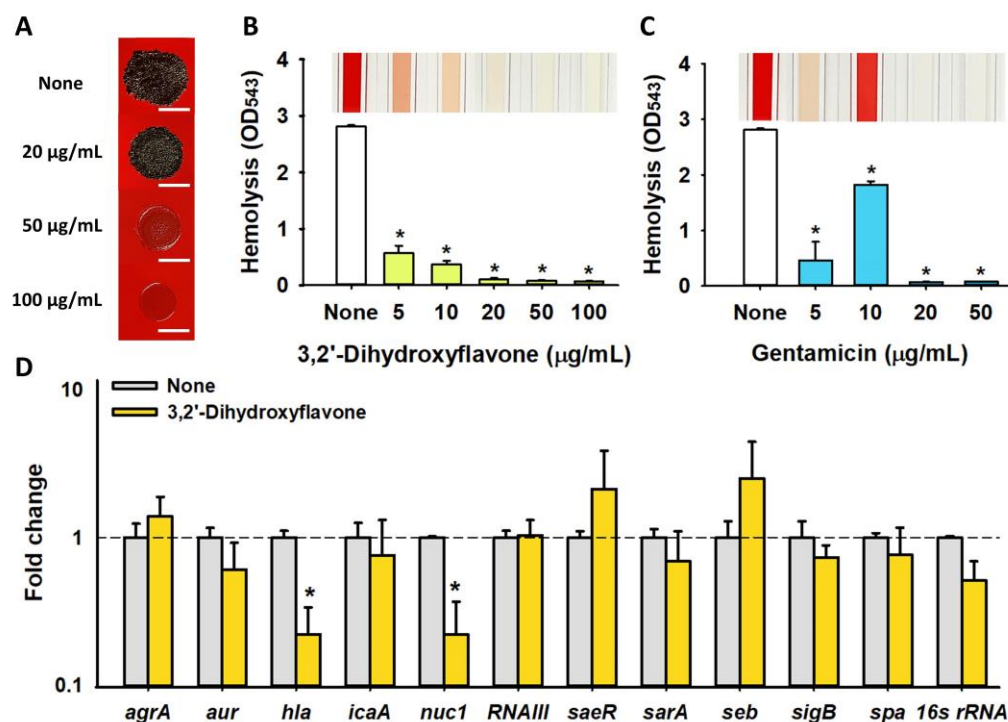 A
None
20 µg/mL
50 µg/mL
100 µg/mL
B
Hemolysis (OD543)
4
3
2
1
0
* * * * *
None 5 10 20 50 100
3,2'-Dihydroxyflavone (µg/mL)
C
Hemolysis (OD543)
4
3
2
1
0
* * * *
None 5 10 20 50
Gentamicin (µg/mL)
D
Fold change
10
1
0.1
None
3,2'-Dihydroxyflavone
* *
agrA aur hla icaA nuc1 RNAIII saeR sarA seb sigB spa 16s rRNA